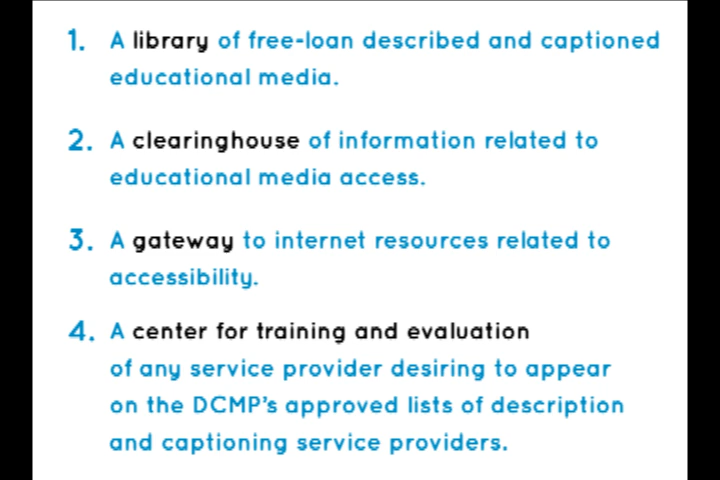 1. A library of free-loan described and captioned
educational media.
2. A clearinghouse of information related to
educational media access.
3. A gateway to internet resources related to
accessibility.
4. A center for training and evaluation
of any service provider desiring to appear
on the DCMP's approved lists of description
and captioning service providers.